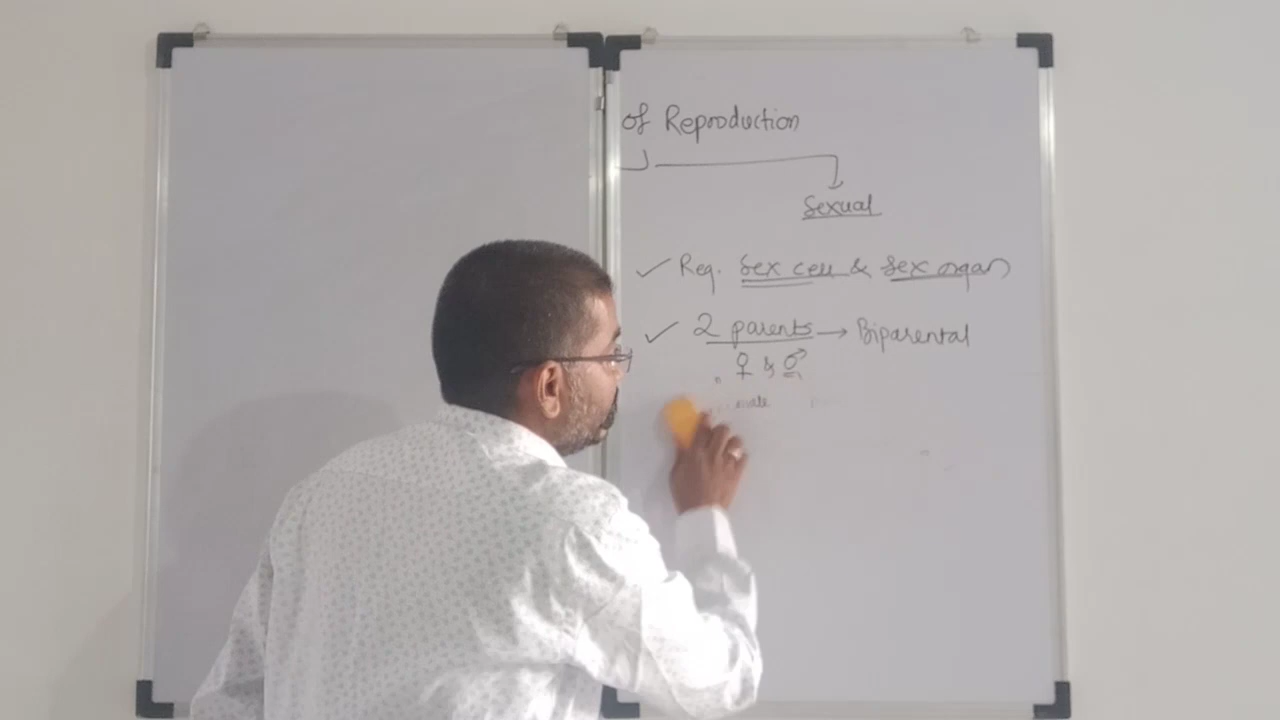 of Reproduction
Sexual
✓ Req. Sex cell & Sex organ
✓ 2 parents → Biparental
♀ & ♂